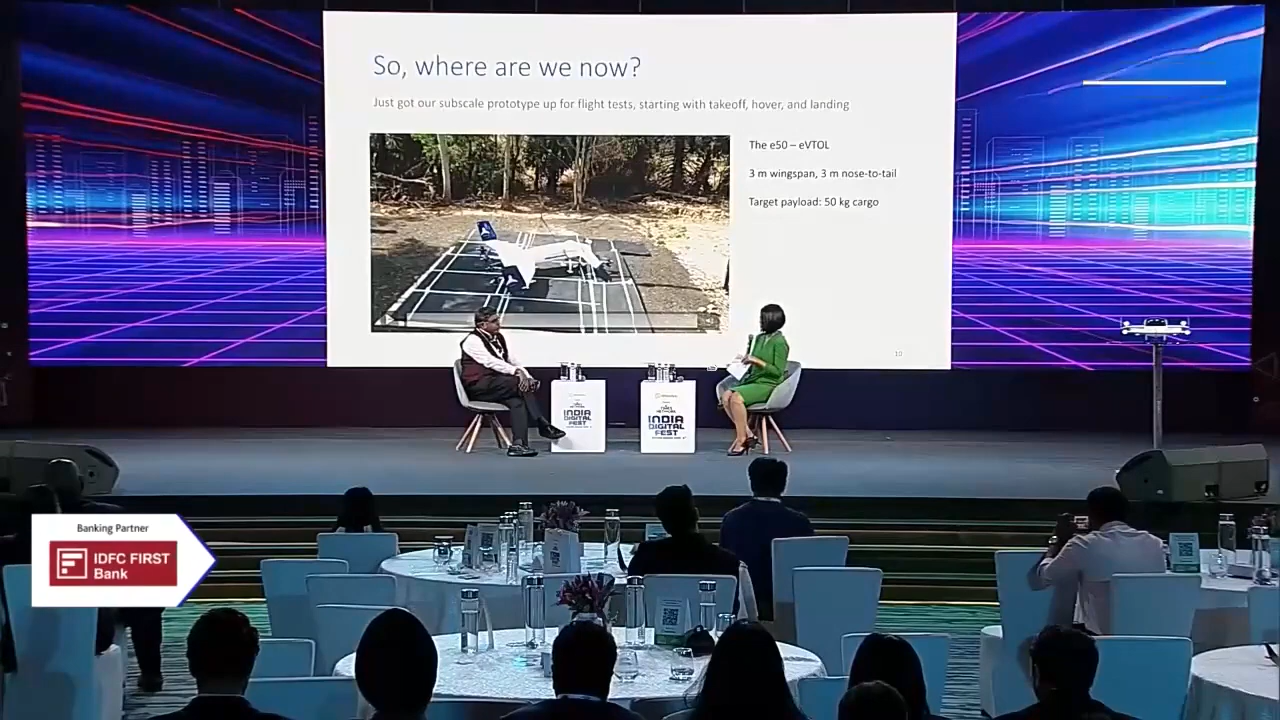 So, where are we now?
Just got our subscale prototype up for flight tests, starting with takeoff, hover, and landing
The e50 – eVTOL
3 m wingspan, 3 m nose-to-tail
Target payload: 50 kg cargo
10
INDIA
DIGITAL
FEST
INDIA
DIGITAL
FEST
Banking Partner
IDFC FIRST
Bank